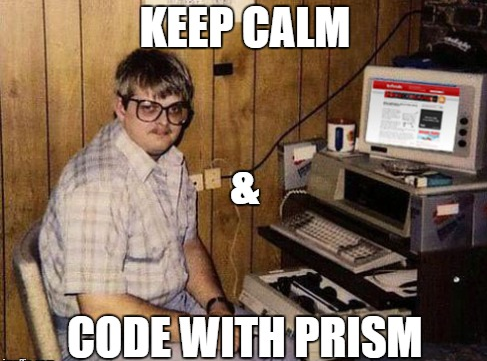 KEEP CALM
&
CODE WITH PRISM